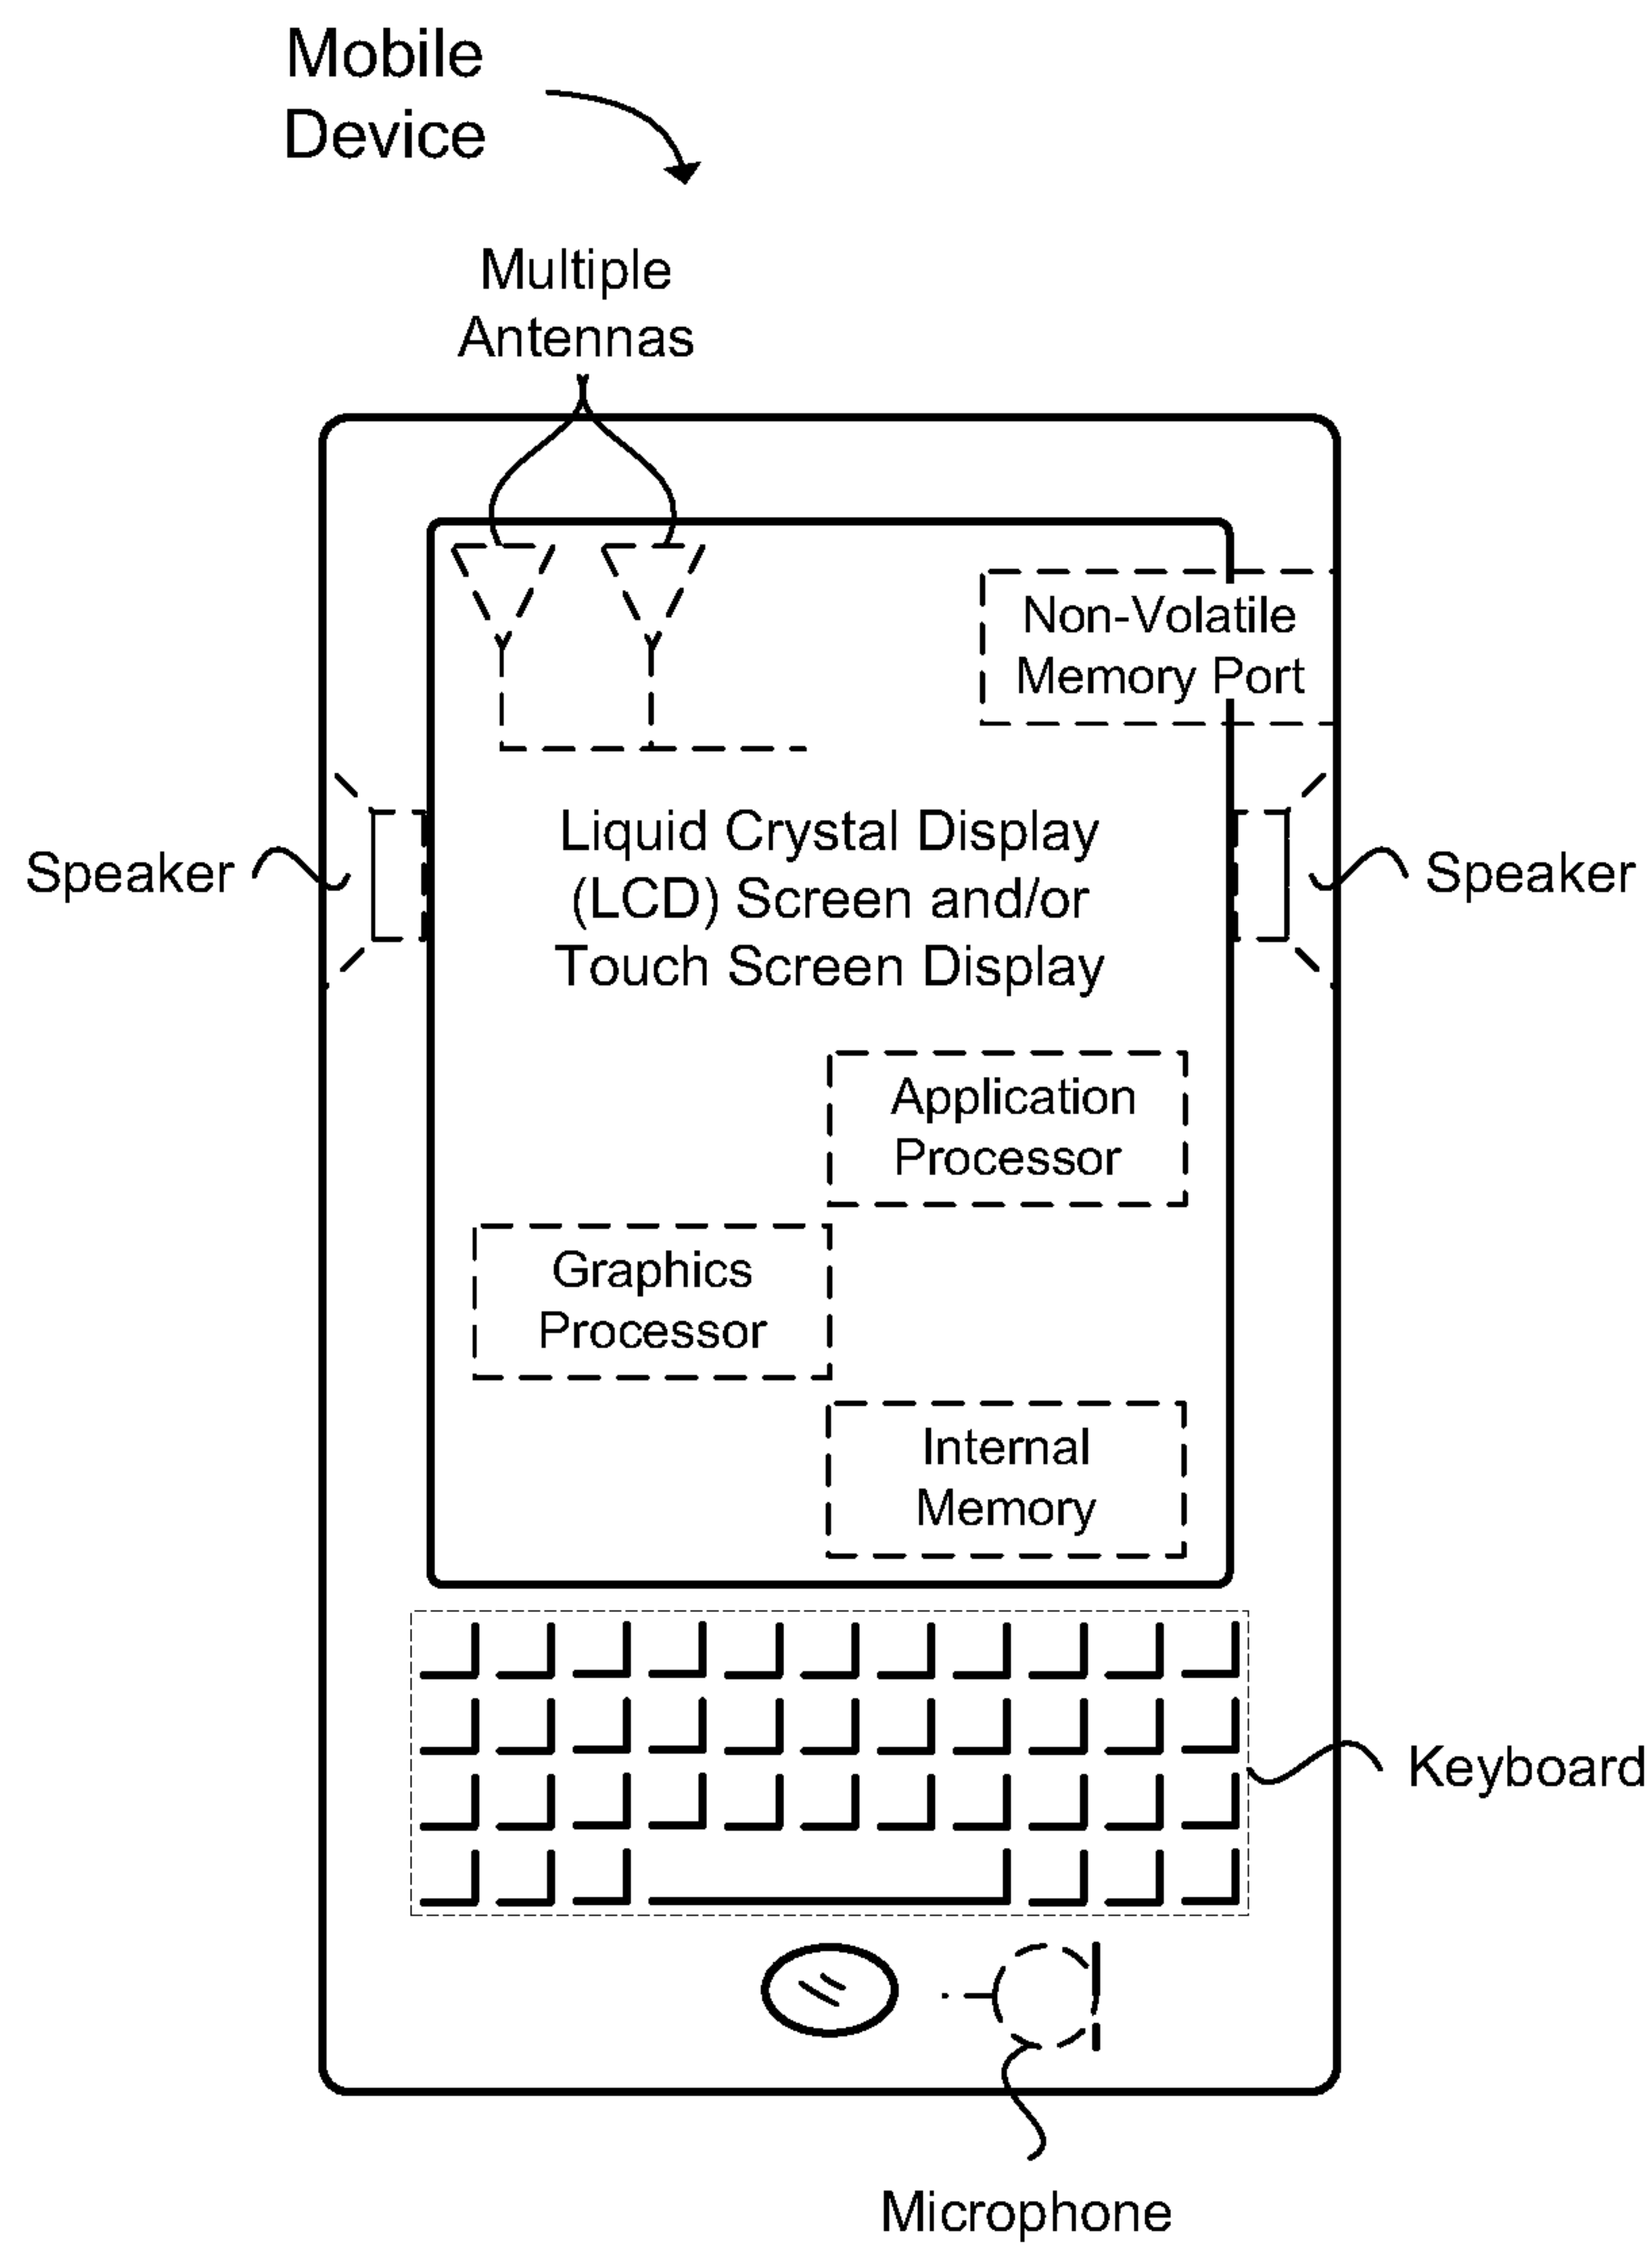 Mobile
Device
Multiple
Antennas
Non-Volatile
Memory Port
Speaker
Liquid Crystal Display
(LCD) Screen and/or
Touch Screen Display
Speaker
Application
Processor
Graphics
Processor
Internal
Memory
Keyboard
Microphone